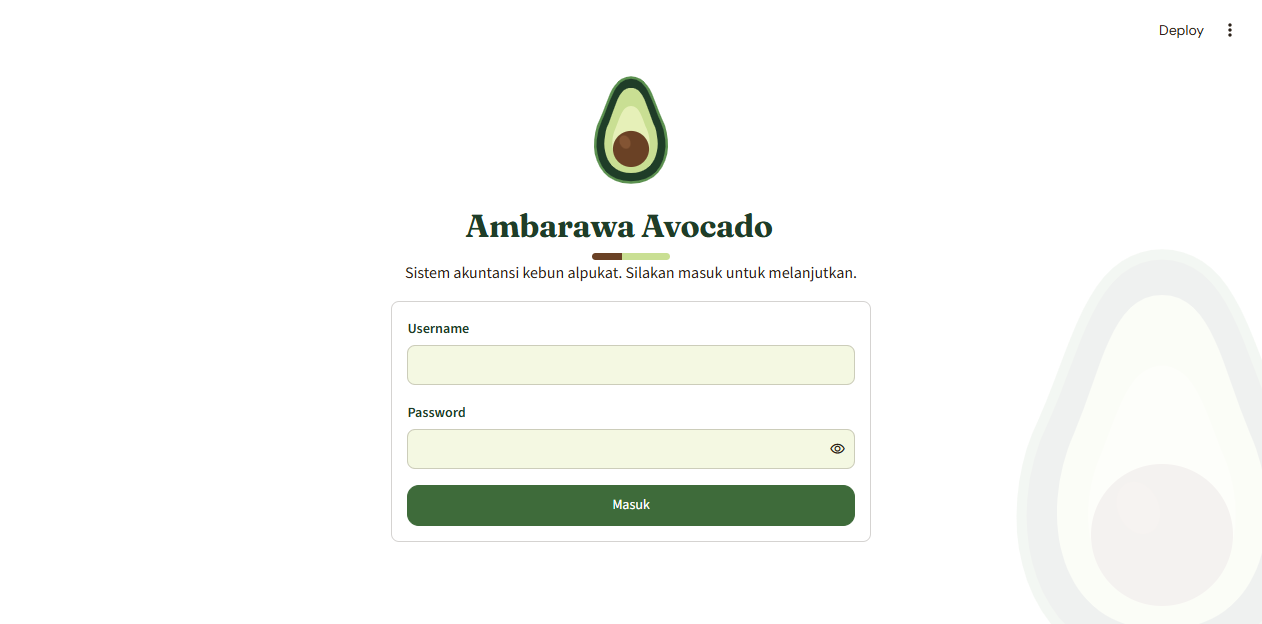 Deploy
Ambarawa Avocado
Sistem akuntansi kebun alpukat. Silakan masuk untuk melanjutkan.
Username
Password
Masuk